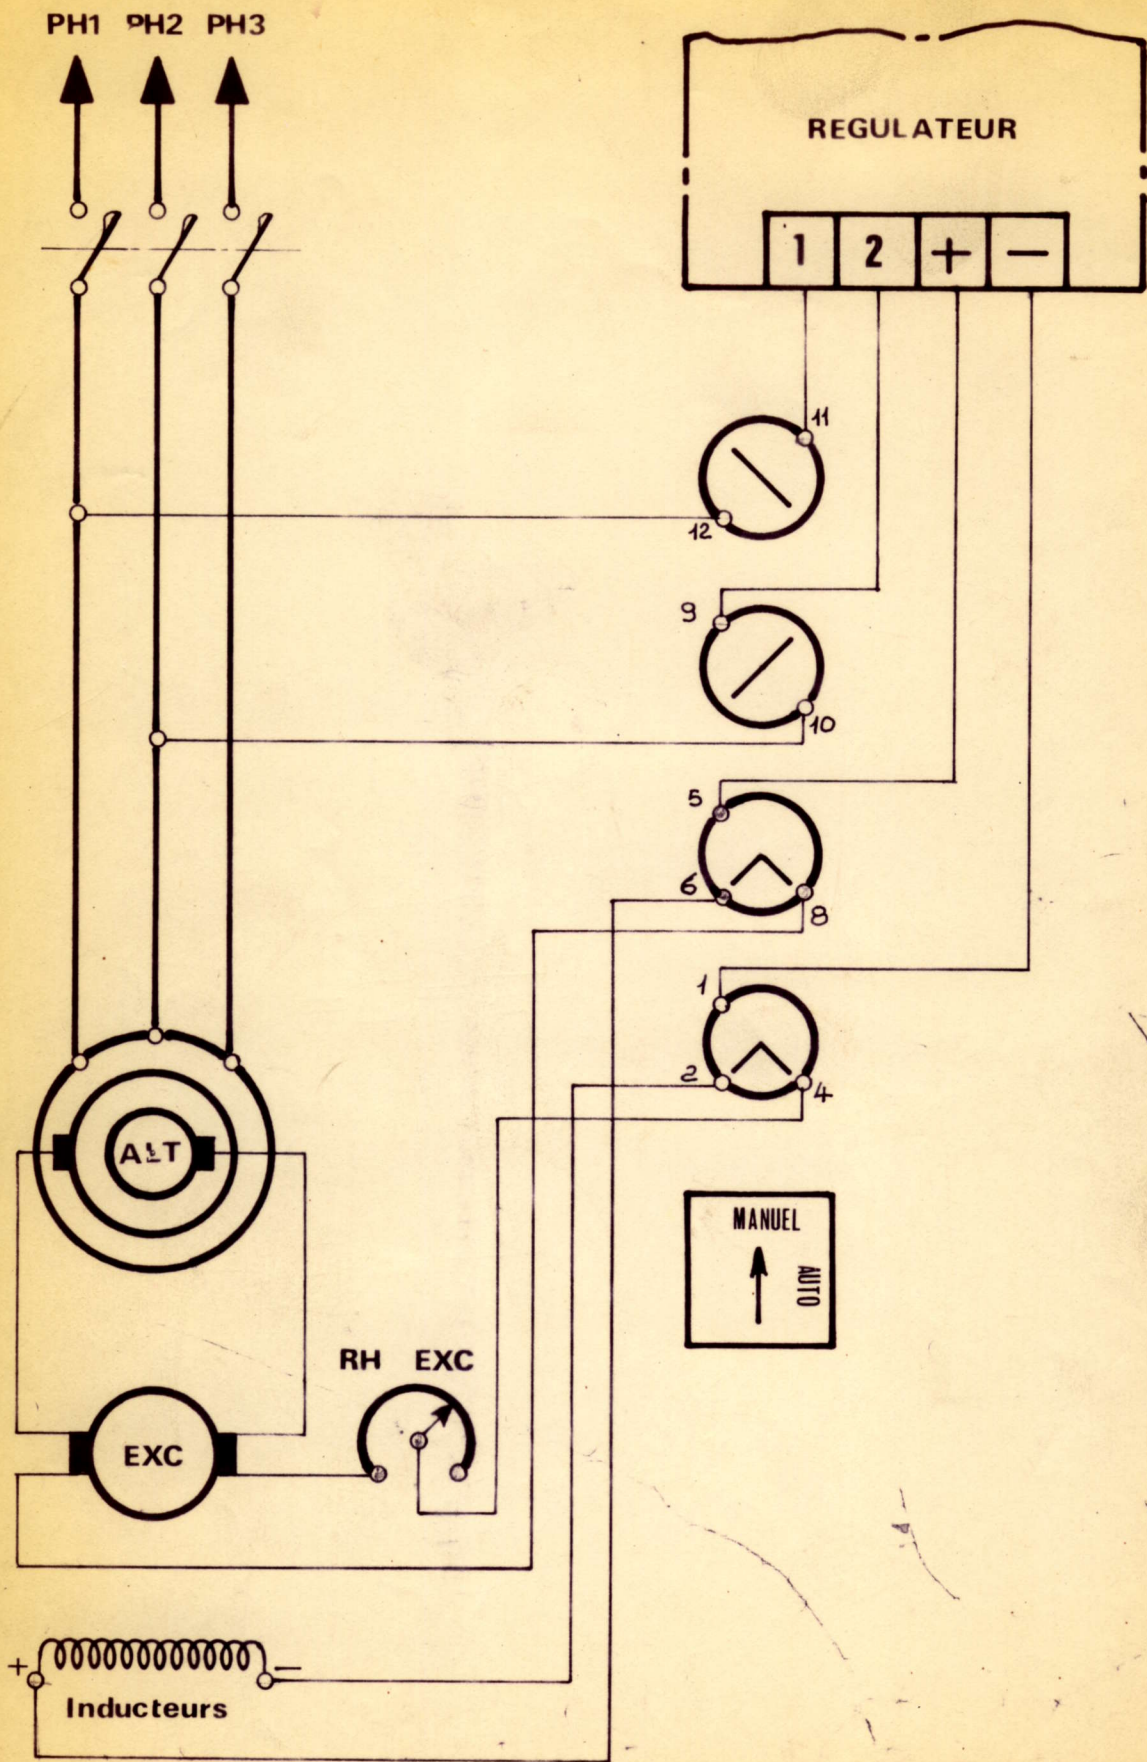 PH1 PH2 PH3
REGULATEUR
1 2 + −
11
12
9
10
5
6
8
1
2
4
ALT
MANUEL
AUTO
RH EXC
EXC
+ −
Inducteurs